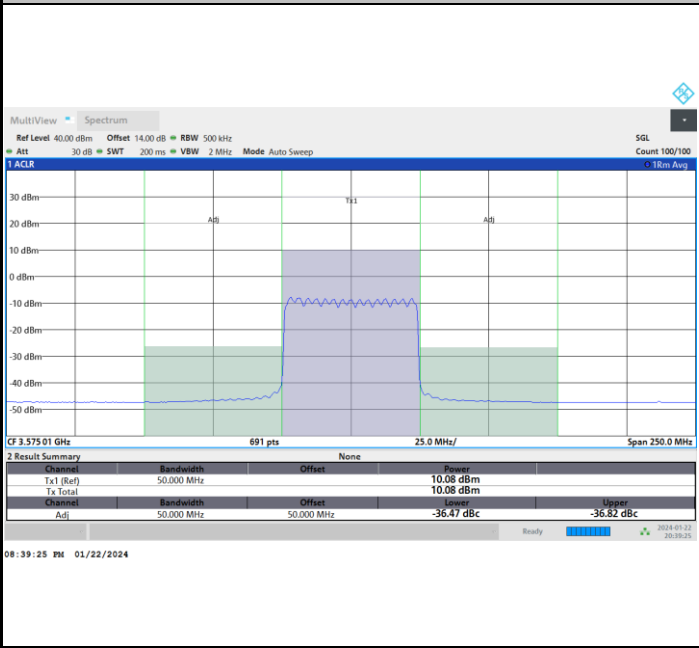 MultiView Spectrum
Ref Level 40.00 dBm Offset 14.00 dB RBW 500 kHz SGL
Att 30 dB SWT 200 ms VBW 2 MHz Mode Auto Sweep Count 100/100
1 ACLR 1Rm Avg
30 dBm
Tx1
20 dBm Adj Adj
10 dBm
0 dBm
-10 dBm
-20 dBm
-30 dBm
-40 dBm
-50 dBm
CF 3.575 01 GHz 691 pts 25.0 MHz/ Span 250.0 MHz
2 Result Summary None
Channel Bandwidth Offset Power
Tx1 (Ref) 50.000 MHz 10.08 dBm
Tx Total 10.08 dBm
Channel Bandwidth Offset Lower Upper
Adj 50.000 MHz 50.000 MHz -36.47 dBc -36.82 dBc
Ready 2024-01-22
20:39:25
08:39:25 PM 01/22/2024